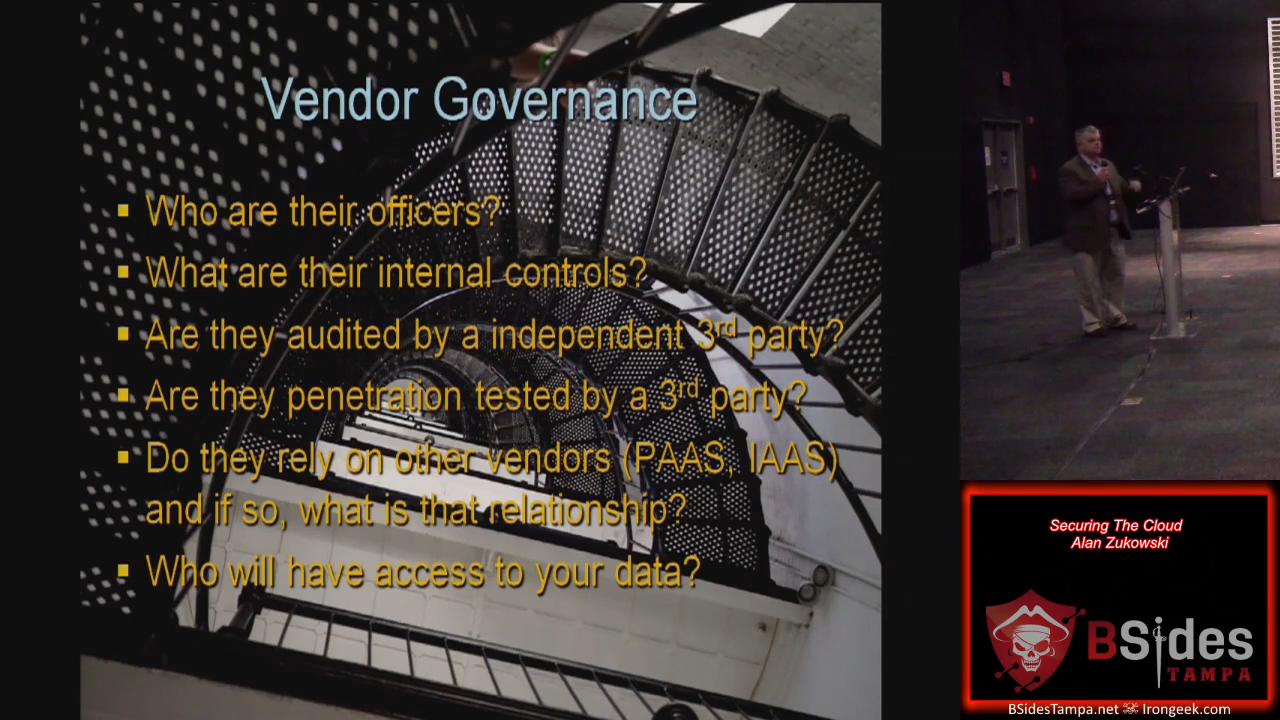 Vendor Governance
▪ Who are their officers?
▪ What are their internal controls?
▪ Are they audited by a independent 3rd party?
▪ Are they penetration tested by a 3rd party?
▪ Do they rely on other vendors (PAAS, IAAS)
and if so, what is that relationship?
▪ Who will have access to your data?
Securing The Cloud
Alan Zukowski
BSides
TAMPA
BSidesTampa.net Irongeek.com